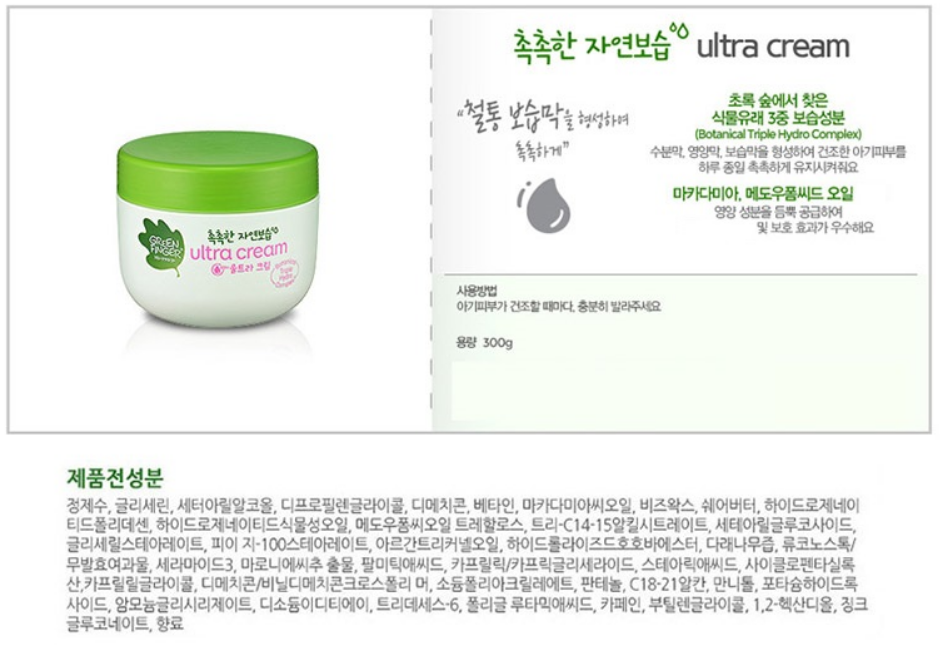 촉촉한 자연보습 ultra cream
"철통 보습막을 형성하여
촉촉하게"
초록 숲에서 찾은
식물유래 3중 보습성분
(Botanical Triple Hydro Complex)
수분막, 영양막, 보습막을 형성하여 건조한 아기피부를
하루 종일 촉촉하게 유지시켜줘요
마카다미아, 메도우폼씨드 오일
영양 성분을 듬뿍 공급하여
및 보호 효과가 우수해요
GREEN
FINGER
촉촉한 자연보습
ultra cream
울트라 크림
Botanical
Triple
Hydro
Complex
사용방법
아기피부가 건조할 때마다, 충분히 발라주세요
용량 300g
제품전성분
정제수, 글리세린, 세터아릴알코올, 디프로필렌글라이콜, 디메치콘, 베타인, 마카다미아씨오일, 비즈왁스, 쉐어버터, 하이드로제네이
티드폴리데센, 하이드로제네이티드식물성오일, 메도우폼씨오일 트레할로스, 트리-C14-15알킬시트레이트, 세테아릴글루코사이드,
글리세릴스테아레이트, 피이 지-100스테아레이트, 아르간트리커넬오일, 하이드롤라이즈드호호바에스터, 다래나무즙, 류코노스톡/
무발효여과물, 세라마이드3, 마로니에씨추 출물, 팔미틱애씨드, 카프릴릭/카프릭글리세라이드, 스테아릭애씨드, 사이클로펜타실록
산,카프릴릴글라이콜, 디메치콘/비닐디메치콘크로스폴리 머, 소듐폴리아크릴레이트, 판테놀, C18-21알칸, 만니톨, 포타슘하이드록
사이드, 암모늄글리시리제이트, 디소듐이디티에이, 트리데세스-6, 폴리글 루타믹애씨드, 카페인, 부틸렌글라이콜, 1,2-헥산디올, 징크
글루코네이트, 향료